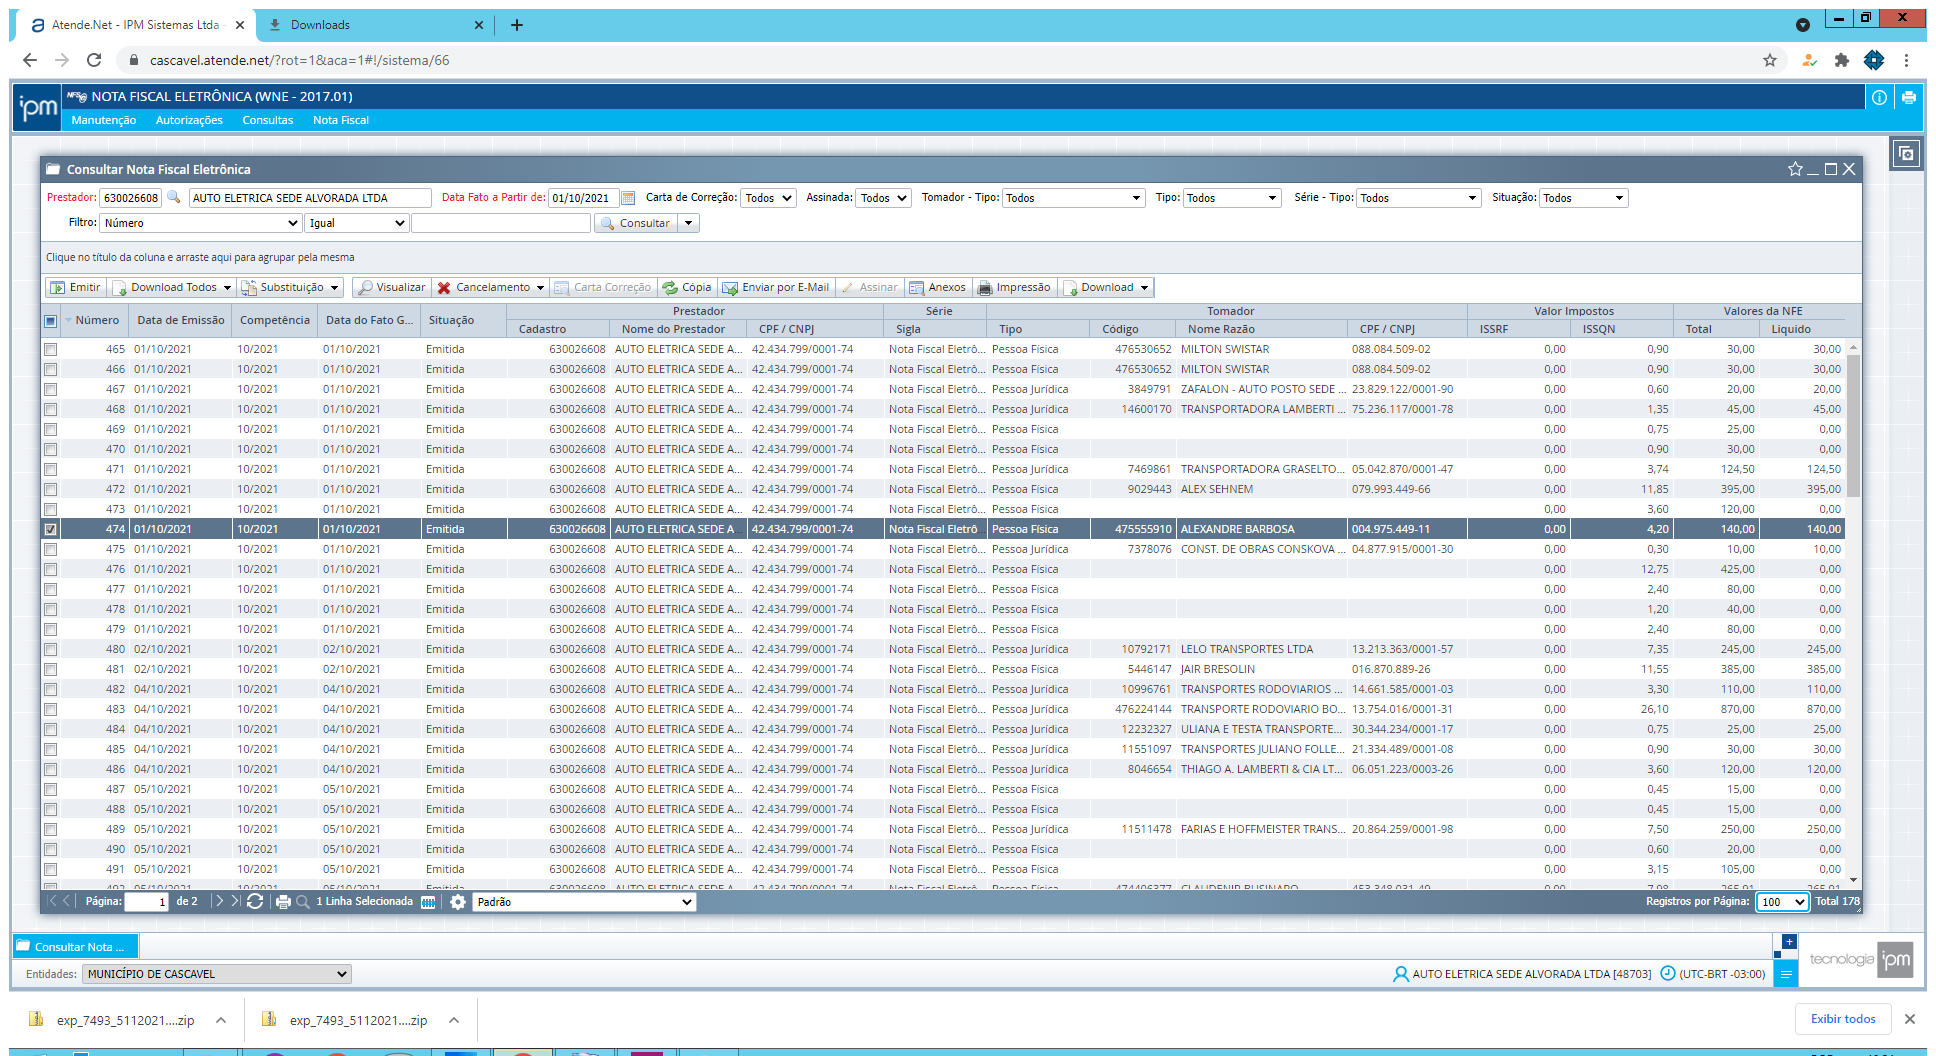 Atende.Net - IPM Sistemas Ltda
Downloads
cascavel.atende.net/?rot=1&aca=1#!/sistema/66
ipm
NFS-e NOTA FISCAL ELETRÔNICA (WNE - 2017.01)
Manutenção Autorizações Consultas Nota Fiscal
Consultar Nota Fiscal Eletrônica
Prestador: 630026608 AUTO ELETRICA SEDE ALVORADA LTDA Data Fato a Partir de: 01/10/2021 Carta de Correção: Todos Assinada: Todos Tomador - Tipo: Todos Tipo: Todos Série - Tipo: Todos Situação: Todos
Filtro: Número Igual Consultar
Clique no título da coluna e arraste aqui para agrupar pela mesma
Emitir Download Todos Substituição Visualizar Cancelamento Carta Correção Cópia Enviar por E-Mail Assinar Anexos Impressão Download
Prestador Série Tomador Valor Impostos Valores da NFE
Número Data de Emissão Competência Data do Fato G... Situação Cadastro Nome do Prestador CPF / CNPJ Sigla Tipo Código Nome Razão CPF / CNPJ ISSRF ISSQN Total Liquido
465 01/10/2021 10/2021 01/10/2021 Emitida 630026608 AUTO ELETRICA SEDE A... 42.434.799/0001-74 Nota Fiscal Eletrô... Pessoa Física 476530652 MILTON SWISTAR 088.084.509-02 0,00 0,90 30,00 30,00
466 01/10/2021 10/2021 01/10/2021 Emitida 630026608 AUTO ELETRICA SEDE A... 42.434.799/0001-74 Nota Fiscal Eletrô... Pessoa Física 476530652 MILTON SWISTAR 088.084.509-02 0,00 0,90 30,00 30,00
467 01/10/2021 10/2021 01/10/2021 Emitida 630026608 AUTO ELETRICA SEDE A... 42.434.799/0001-74 Nota Fiscal Eletrô... Pessoa Jurídica 3849791 ZAFALON - AUTO POSTO SEDE ... 23.829.122/0001-90 0,00 0,60 20,00 20,00
468 01/10/2021 10/2021 01/10/2021 Emitida 630026608 AUTO ELETRICA SEDE A... 42.434.799/0001-74 Nota Fiscal Eletrô... Pessoa Jurídica 14600170 TRANSPORTADORA LAMBERTI ... 75.236.117/0001-78 0,00 1,35 45,00 45,00
469 01/10/2021 10/2021 01/10/2021 Emitida 630026608 AUTO ELETRICA SEDE A... 42.434.799/0001-74 Nota Fiscal Eletrô... Pessoa Física 0,00 0,75 25,00 0,00
470 01/10/2021 10/2021 01/10/2021 Emitida 630026608 AUTO ELETRICA SEDE A... 42.434.799/0001-74 Nota Fiscal Eletrô... Pessoa Física 0,00 0,90 30,00 0,00
471 01/10/2021 10/2021 01/10/2021 Emitida 630026608 AUTO ELETRICA SEDE A... 42.434.799/0001-74 Nota Fiscal Eletrô... Pessoa Jurídica 7469861 TRANSPORTADORA GRASELTO... 05.042.870/0001-47 0,00 3,74 124,50 124,50
472 01/10/2021 10/2021 01/10/2021 Emitida 630026608 AUTO ELETRICA SEDE A... 42.434.799/0001-74 Nota Fiscal Eletrô... Pessoa Física 9029443 ALEX SEHNEM 079.993.449-66 0,00 11,85 395,00 395,00
473 01/10/2021 10/2021 01/10/2021 Emitida 630026608 AUTO ELETRICA SEDE A... 42.434.799/0001-74 Nota Fiscal Eletrô... Pessoa Física 0,00 3,60 120,00 0,00
474 01/10/2021 10/2021 01/10/2021 Emitida 630026608 AUTO ELETRICA SEDE A 42.434.799/0001-74 Nota Fiscal Eletrô Pessoa Física 475555910 ALEXANDRE BARBOSA 004.975.449-11 0,00 4,20 140,00 140,00
475 01/10/2021 10/2021 01/10/2021 Emitida 630026608 AUTO ELETRICA SEDE A... 42.434.799/0001-74 Nota Fiscal Eletrô... Pessoa Jurídica 7378076 CONST. DE OBRAS CONSKOVA ... 04.877.915/0001-30 0,00 0,30 10,00 10,00
476 01/10/2021 10/2021 01/10/2021 Emitida 630026608 AUTO ELETRICA SEDE A... 42.434.799/0001-74 Nota Fiscal Eletrô... Pessoa Física 0,00 12,75 425,00 0,00
477 01/10/2021 10/2021 01/10/2021 Emitida 630026608 AUTO ELETRICA SEDE A... 42.434.799/0001-74 Nota Fiscal Eletrô... Pessoa Física 0,00 2,40 80,00 0,00
478 01/10/2021 10/2021 01/10/2021 Emitida 630026608 AUTO ELETRICA SEDE A... 42.434.799/0001-74 Nota Fiscal Eletrô... Pessoa Física 0,00 1,20 40,00 0,00
479 01/10/2021 10/2021 01/10/2021 Emitida 630026608 AUTO ELETRICA SEDE A... 42.434.799/0001-74 Nota Fiscal Eletrô... Pessoa Física 0,00 2,40 80,00 0,00
480 02/10/2021 10/2021 02/10/2021 Emitida 630026608 AUTO ELETRICA SEDE A... 42.434.799/0001-74 Nota Fiscal Eletrô... Pessoa Jurídica 10792171 LELO TRANSPORTES LTDA 13.213.363/0001-57 0,00 7,35 245,00 245,00
481 02/10/2021 10/2021 02/10/2021 Emitida 630026608 AUTO ELETRICA SEDE A... 42.434.799/0001-74 Nota Fiscal Eletrô... Pessoa Física 5446147 JAIR BRESOLIN 016.870.889-26 0,00 11,55 385,00 385,00
482 04/10/2021 10/2021 04/10/2021 Emitida 630026608 AUTO ELETRICA SEDE A... 42.434.799/0001-74 Nota Fiscal Eletrô... Pessoa Jurídica 10996761 TRANSPORTES RODOVIARIOS ... 14.661.585/0001-03 0,00 3,30 110,00 110,00
483 04/10/2021 10/2021 04/10/2021 Emitida 630026608 AUTO ELETRICA SEDE A... 42.434.799/0001-74 Nota Fiscal Eletrô... Pessoa Jurídica 476224144 TRANSPORTE RODOVIARIO BO... 13.754.016/0001-31 0,00 26,10 870,00 870,00
484 04/10/2021 10/2021 04/10/2021 Emitida 630026608 AUTO ELETRICA SEDE A... 42.434.799/0001-74 Nota Fiscal Eletrô... Pessoa Jurídica 12232327 ULIANA E TESTA TRANSPORTE... 30.344.234/0001-17 0,00 0,75 25,00 25,00
485 04/10/2021 10/2021 04/10/2021 Emitida 630026608 AUTO ELETRICA SEDE A... 42.434.799/0001-74 Nota Fiscal Eletrô... Pessoa Jurídica 11551097 TRANSPORTES JULIANO FOLLE... 21.334.489/0001-08 0,00 0,90 30,00 30,00
486 04/10/2021 10/2021 04/10/2021 Emitida 630026608 AUTO ELETRICA SEDE A... 42.434.799/0001-74 Nota Fiscal Eletrô... Pessoa Jurídica 8046654 THIAGO A. LAMBERTI & CIA LT... 06.051.223/0003-26 0,00 3,60 120,00 120,00
487 05/10/2021 10/2021 05/10/2021 Emitida 630026608 AUTO ELETRICA SEDE A... 42.434.799/0001-74 Nota Fiscal Eletrô... Pessoa Física 0,00 0,45 15,00 0,00
488 05/10/2021 10/2021 05/10/2021 Emitida 630026608 AUTO ELETRICA SEDE A... 42.434.799/0001-74 Nota Fiscal Eletrô... Pessoa Física 0,00 0,45 15,00 0,00
489 05/10/2021 10/2021 05/10/2021 Emitida 630026608 AUTO ELETRICA SEDE A... 42.434.799/0001-74 Nota Fiscal Eletrô... Pessoa Jurídica 11511478 FARIAS E HOFFMEISTER TRANS... 20.864.259/0001-98 0,00 7,50 250,00 250,00
490 05/10/2021 10/2021 05/10/2021 Emitida 630026608 AUTO ELETRICA SEDE A... 42.434.799/0001-74 Nota Fiscal Eletrô... Pessoa Física 0,00 0,60 20,00 0,00
491 05/10/2021 10/2021 05/10/2021 Emitida 630026608 AUTO ELETRICA SEDE A... 42.434.799/0001-74 Nota Fiscal Eletrô... Pessoa Física 0,00 3,15 105,00 0,00
492 05/10/2021 10/2021 05/10/2021 Emitida 630026608 AUTO ELETRICA SEDE A 42.434.799/0001-74 Nota Fiscal Eletrô Pessoa Física
Página: 1 de 2 1 Linha Selecionada Padrão Registros por Página: 100 Total 178
Consultar Nota ...
Entidades: MUNICÍPIO DE CASCAVEL AUTO ELETRICA SEDE ALVORADA LTDA [48703] (UTC-BRT -03:00)
tecnologia ipm
exp_7493_5112021....zip exp_7493_5112021....zip Exibir todos